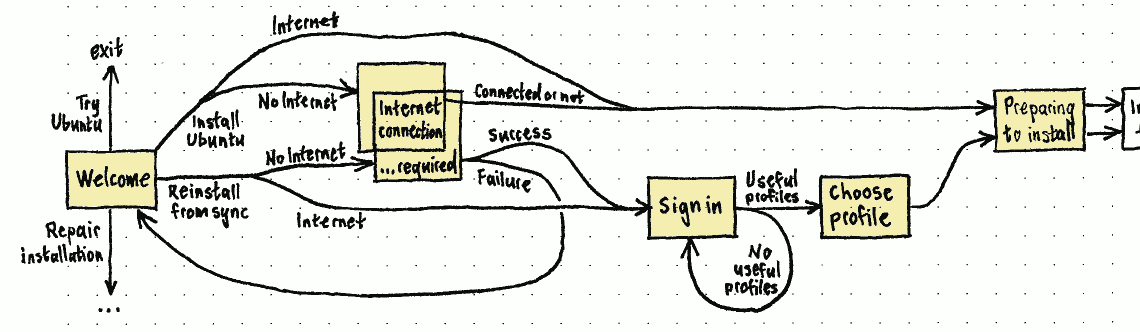 Internet
exit
Try
Ubuntu
No Internet
Install
Ubuntu
Internet
connection
Connected or not
Preparing
to install
Welcome
No Internet
...required
Success
Failure
Reinstall
from sync
Internet
Sign in
Useful
profiles
Choose
profile
Repair
installation
...
No
useful
profiles